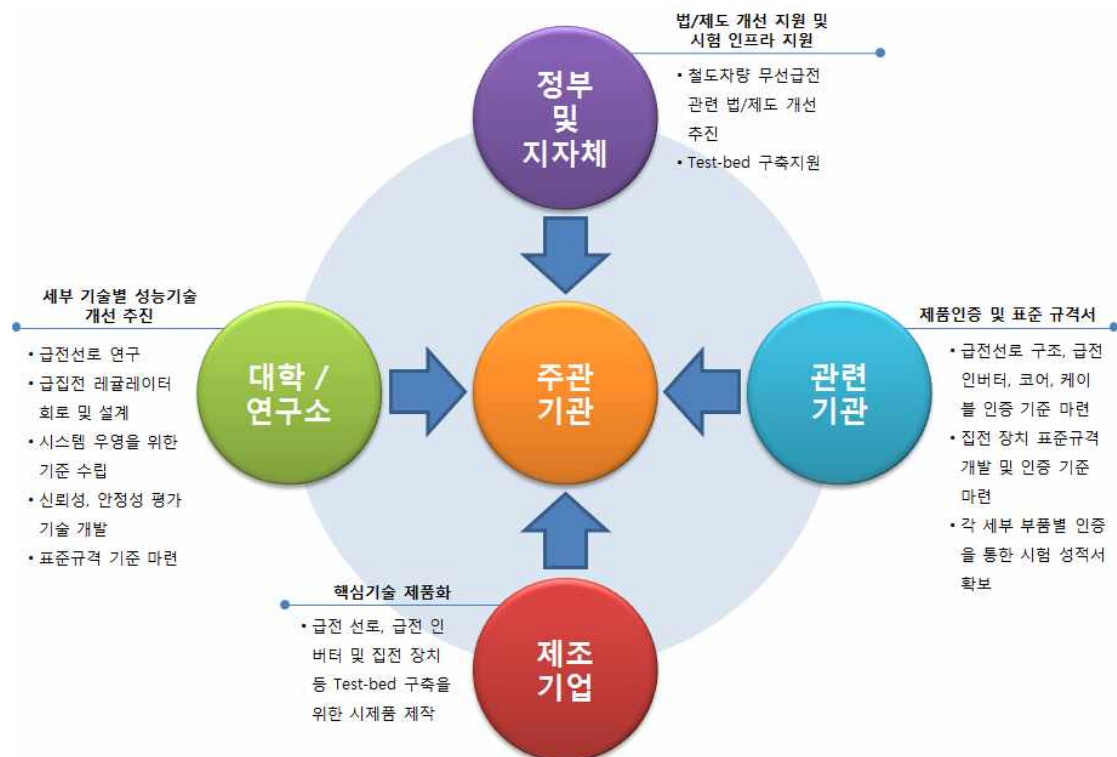 법/제도 개선 지원 및
시험 인프라 지원
정부
및
지자체
• 철도차량 무선급전
관련 법/제도 개선
추진
• Test-bed 구축지원
세부 기술별 성능기술
개선 추진
• 급전선로 연구
• 급집전 레귤레이터
회로 및 설계
• 시스템 우영을 위한
기준 수립
• 신뢰성, 안정성 평가
기술 개발
• 표준규격 기준 마련
대학 /
연구소
주관
기관
관련
기관
제품인증 및 표준 규격서
• 급전선로 구조, 급전
인버터, 코어, 케이
블 인증 기준 마련
• 집전 장치 표준규격
개발 및 인증 기준
마련
• 각 세부 부품별 인증
을 통한 시험 성적서
확보
핵심기술 제품화
• 급전 선로, 급전 인
버터 및 집전 장치
등 Test-bed 구축을
위한 시제품 제작
제조
기업